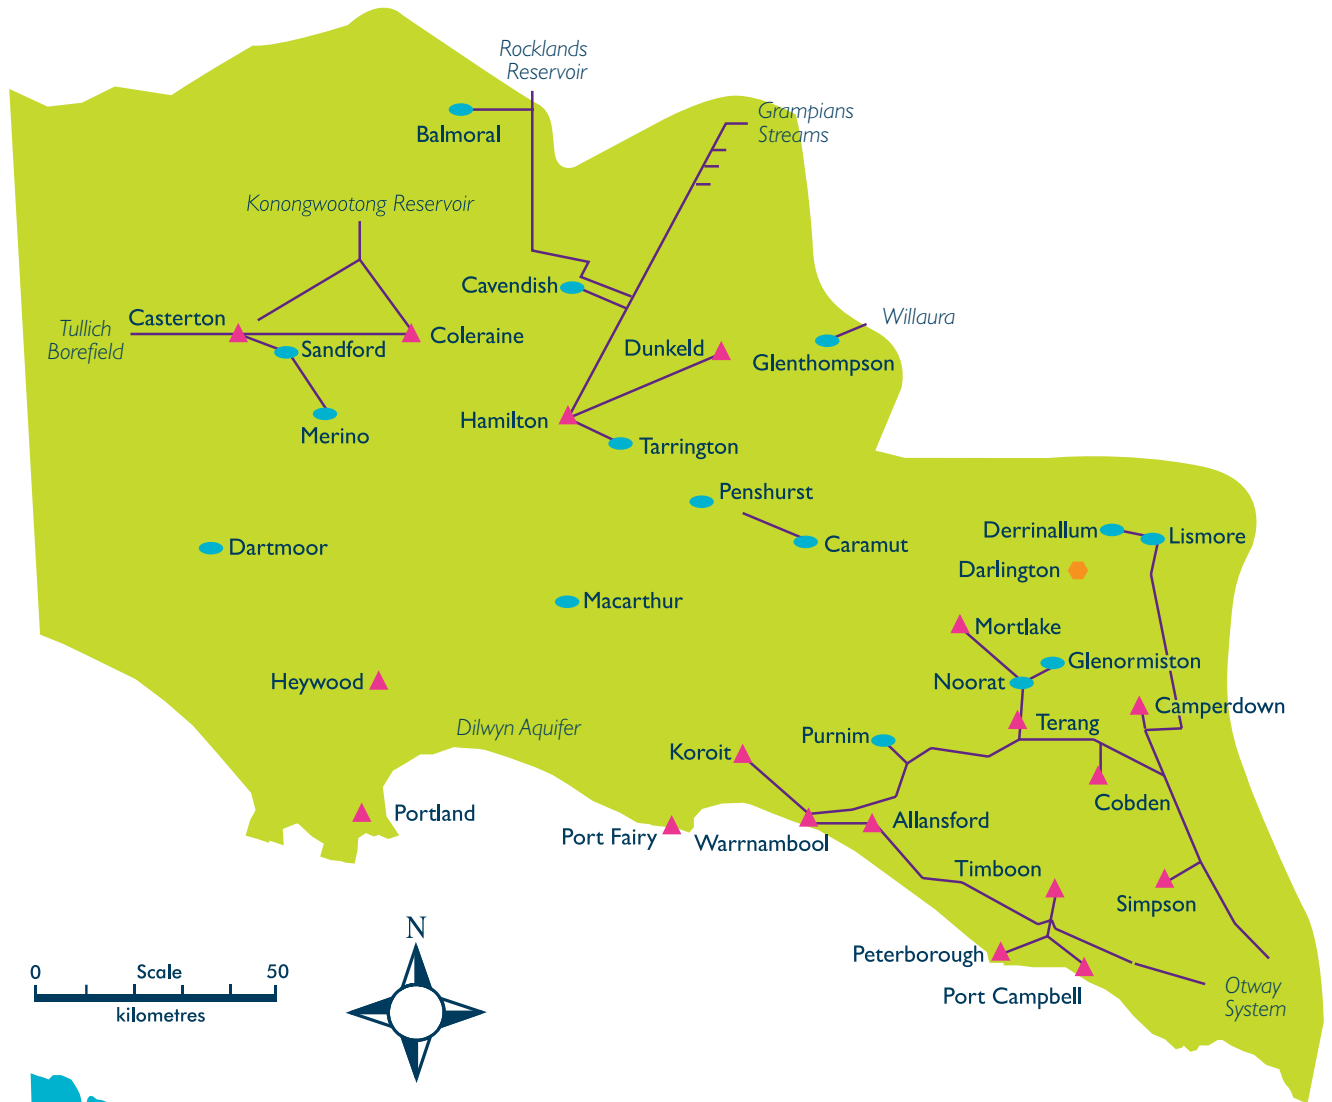 Rocklands
Reservoir
Grampians
Streams
Balmoral
Konongwootong Reservoir
Cavendish
Casterton
Tullich
Borefield
Sandford
Coleraine
Merino
Willaura
Dunkeld
Glenthompson
Hamilton
Tarrington
Penshurst
Caramut
Derrinallum
Lismore
Darlington
Dartmoor
Macarthur
Mortlake
Glenormiston
Noorat
Heywood
Camperdown
Terang
Dilwyn Aquifer
Purnim
Koroit
Cobden
Portland
Port Fairy
Warrnambool
Allansford
Timboon
Simpson
Peterborough
Port Campbell
Otway
System
N
0 Scale 50
kilometres